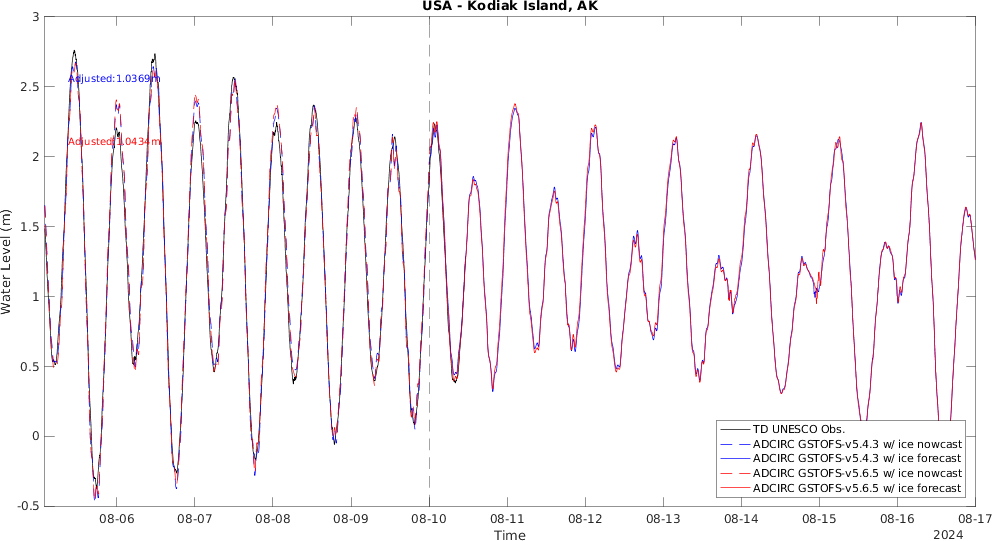 USA - Kodiak Island, AK
3
2.5
2
1.5
1
0.5
0
-0.5
Water Level (m)
Adjusted:1.0369m
Adjusted:1.0434m
TD UNESCO Obs.
ADCIRC GSTOFS-v5.4.3 w/ ice nowcast
ADCIRC GSTOFS-v5.4.3 w/ ice forecast
ADCIRC GSTOFS-v5.6.5 w/ ice nowcast
ADCIRC GSTOFS-v5.6.5 w/ ice forecast
08-06 08-07 08-08 08-09 08-10 08-11 08-12 08-13 08-14 08-15 08-16 08-17
Time
2024